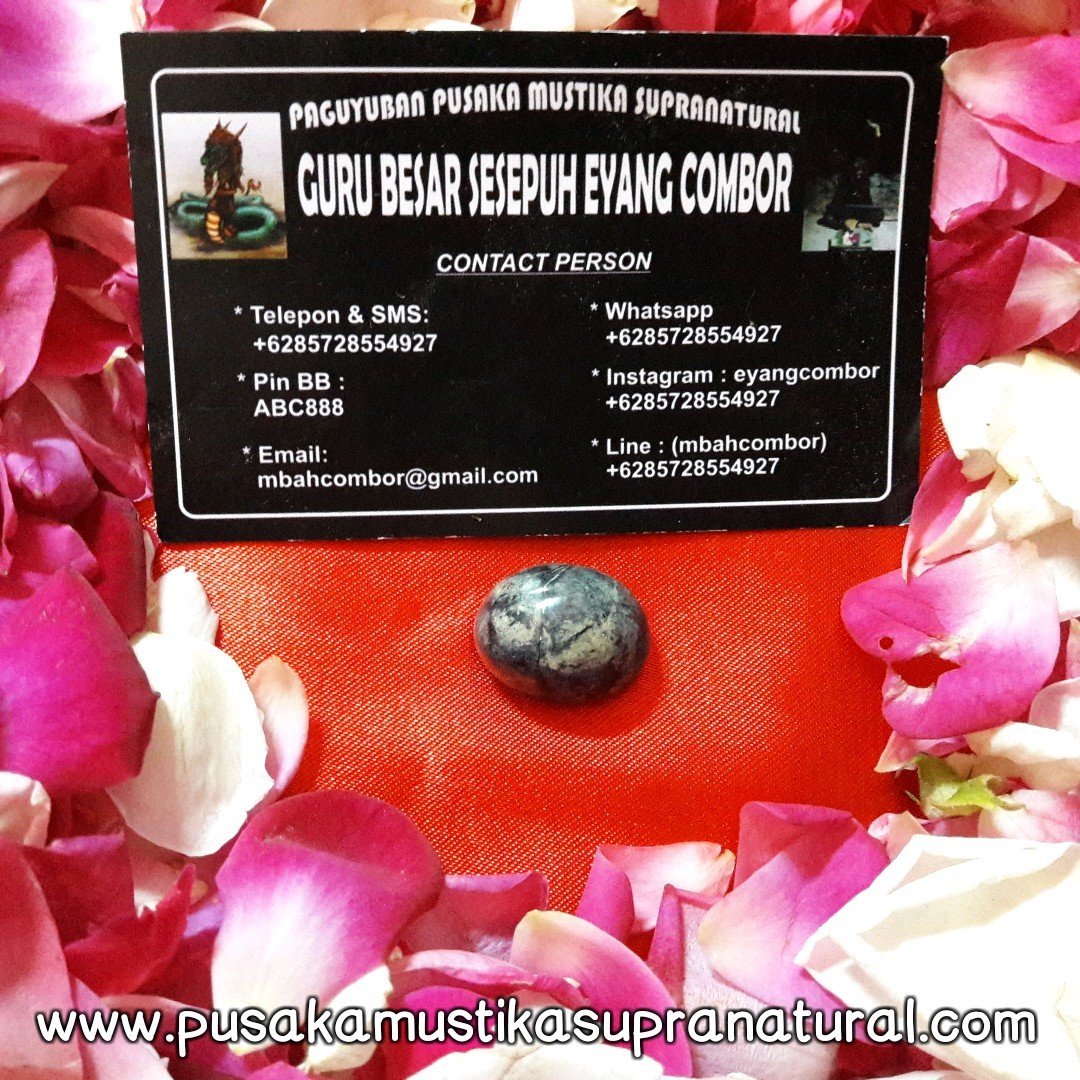 PAGUYUBAN PUSAKA MUSTIKA SUPRANATURAL
GURU BESAR SESEPUH EYANG COMBOR
CONTACT PERSON
* Telepon & SMS:
+6285728554927
* Pin BB :
ABC888
* Email:
mbahcombor@gmail.com
* Whatsapp
+6285728554927
* Instagram : eyangcombor
+6285728554927
* Line : (mbahcombor)
+6285728554927
www.pusakamustikasupranatural.com